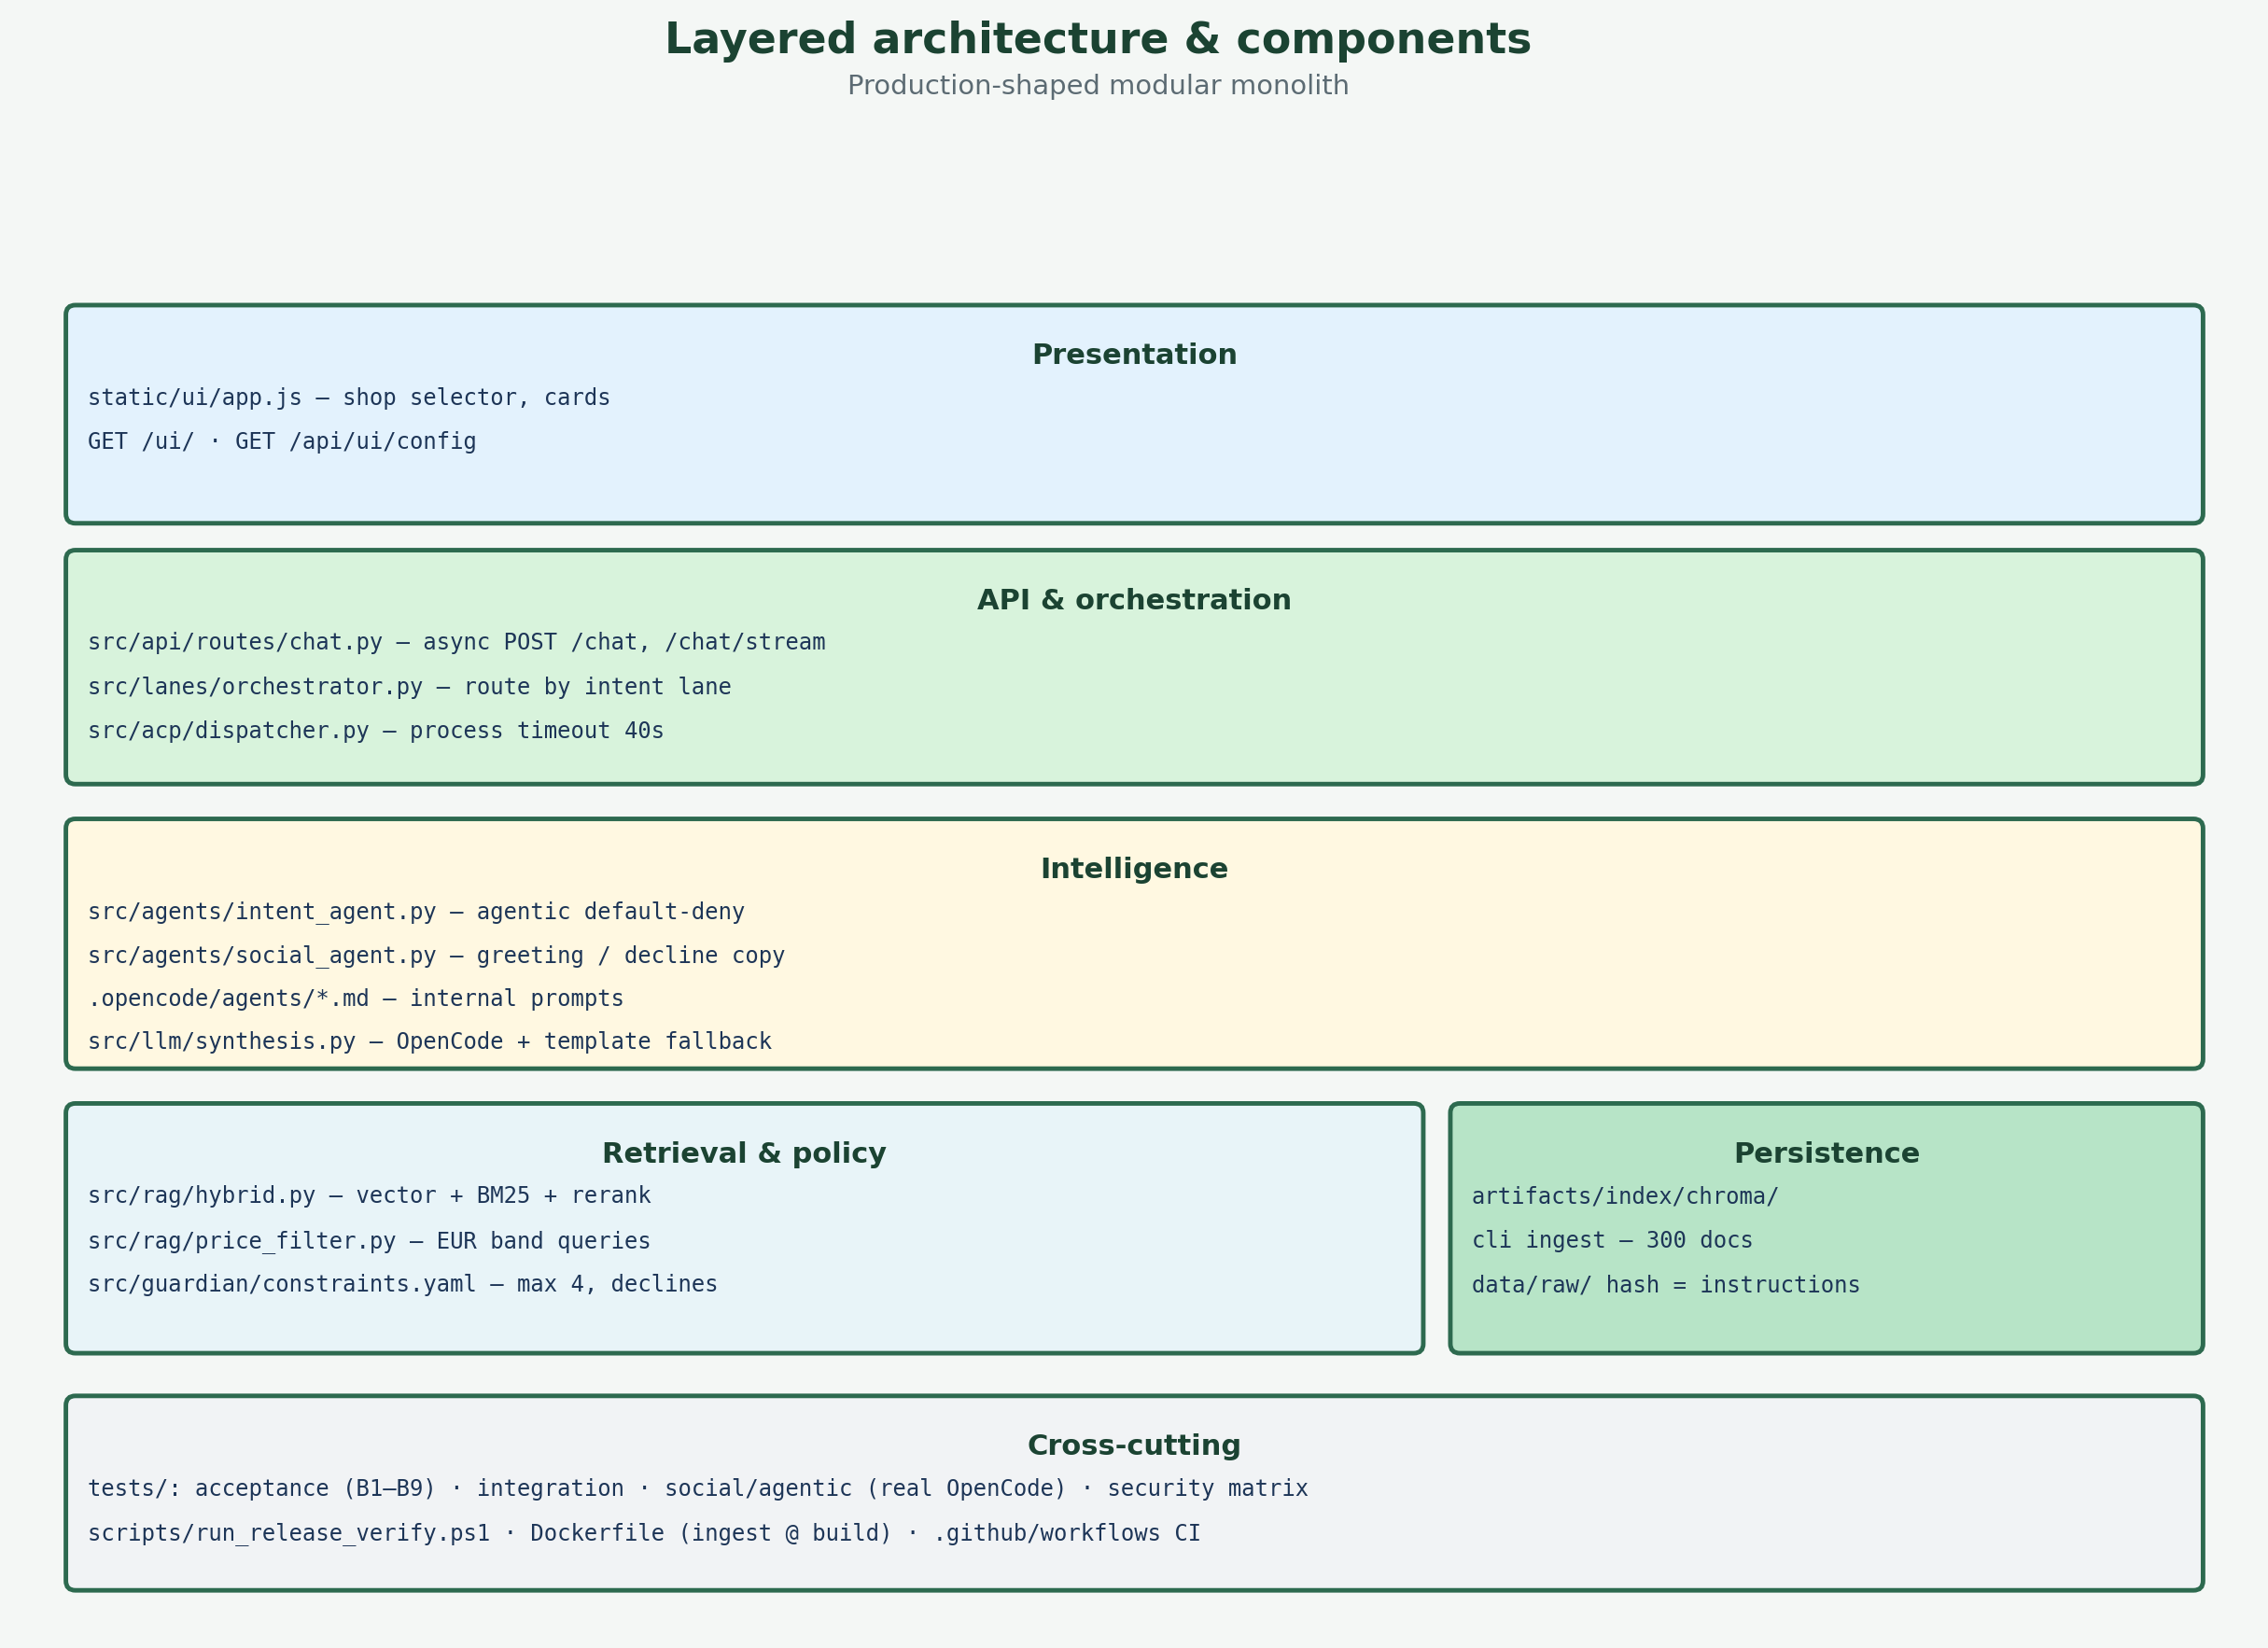 Layered architecture & components
Production-shaped modular monolith
Presentation
static/ui/app.js — shop selector, cards
GET /ui/ · GET /api/ui/config
API & orchestration
src/api/routes/chat.py — async POST /chat, /chat/stream
src/lanes/orchestrator.py — route by intent lane
src/acp/dispatcher.py — process timeout 40s
Intelligence
src/agents/intent_agent.py — agentic default-deny
src/agents/social_agent.py — greeting / decline copy
.opencode/agents/*.md — internal prompts
src/llm/synthesis.py — OpenCode + template fallback
Retrieval & policy
src/rag/hybrid.py — vector + BM25 + rerank
src/rag/price_filter.py — EUR band queries
src/guardian/constraints.yaml — max 4, declines
Persistence
artifacts/index/chroma/
cli ingest — 300 docs
data/raw/ hash = instructions
Cross-cutting
tests/: acceptance (B1–B9) · integration · social/agentic (real OpenCode) · security matrix
scripts/run_release_verify.ps1 · Dockerfile (ingest @ build) · .github/workflows CI